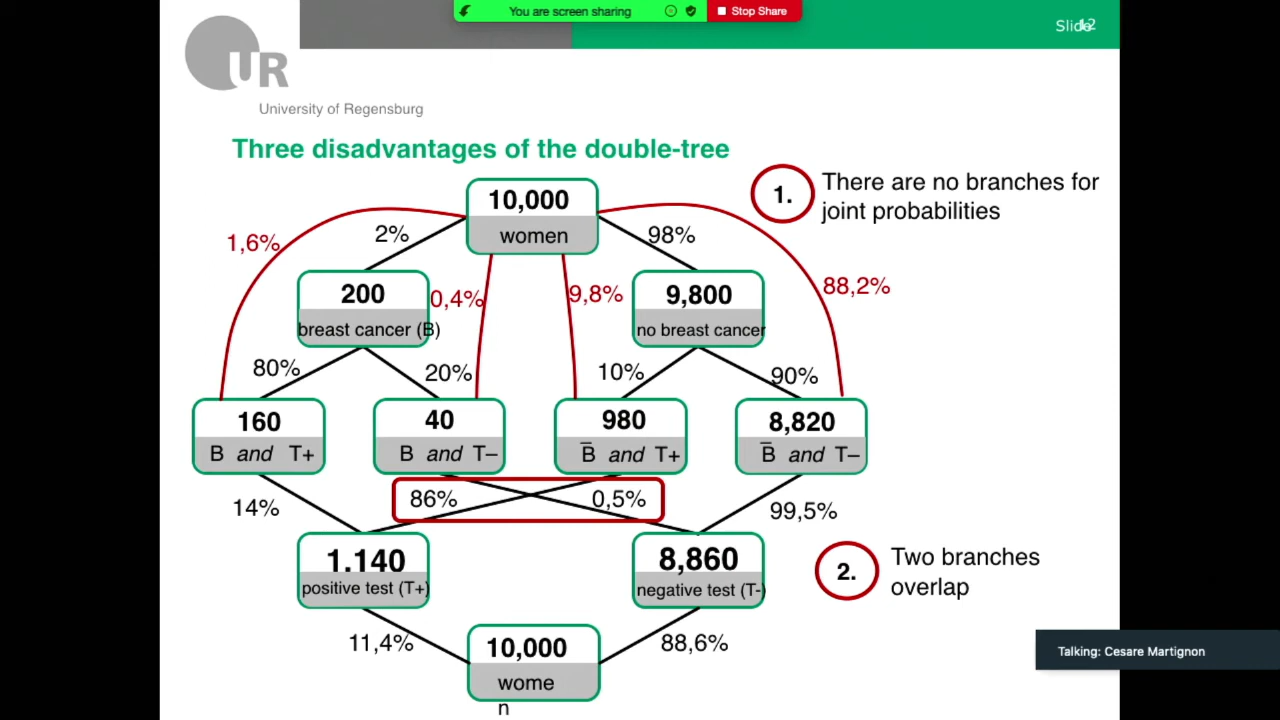 You are screen sharing
Stop Share
Slide 2
UR
University of Regensburg
Three disadvantages of the double-tree
1.
There are no branches for
joint probabilities
10,000
women
1,6%
2%
98%
88,2%
200
breast cancer (B)
0,4%
9,8%
9,800
no breast cancer
80%
20%
10%
90%
160
B and T+
40
B and T–
980
B̅ and T+
8,820
B̅ and T–
14%
86%
0,5%
99,5%
1.140
positive test (T+)
8,860
negative test (T-)
2.
Two branches
overlap
11,4%
88,6%
10,000
wome
n
Talking: Cesare Martignon